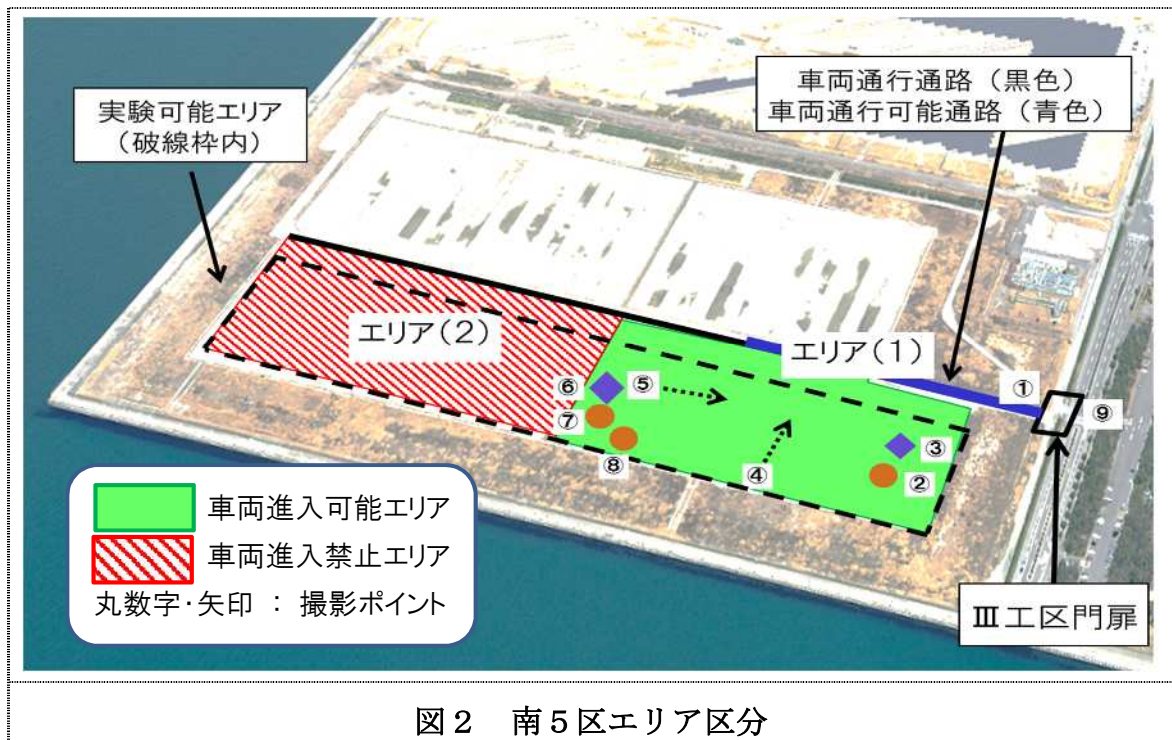 実験可能エリア
(破線枠内)
車両通行通路(黒色)
車両通行可能通路(青色)
エリア(2)
エリア(1)
①
⑨
⑥
⑤
⑦
③
⑧
④
②
車両進入可能エリア
車両進入禁止エリア
丸数字・矢印 : 撮影ポイント
Ⅲ工区門扉
図2 南5区エリア区分